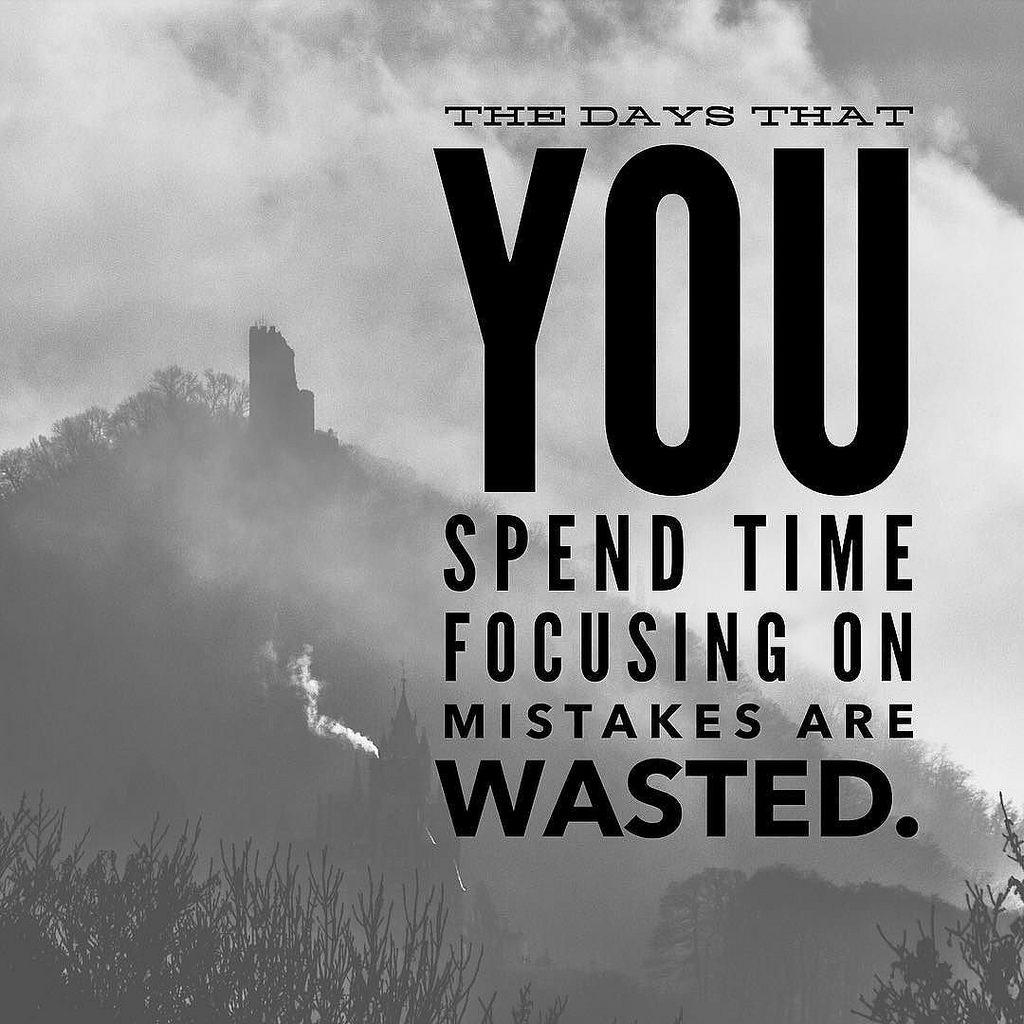 THE DAYS THAT
YOU
SPEND TIME
FOCUSING ON
MISTAKES ARE
WASTED.